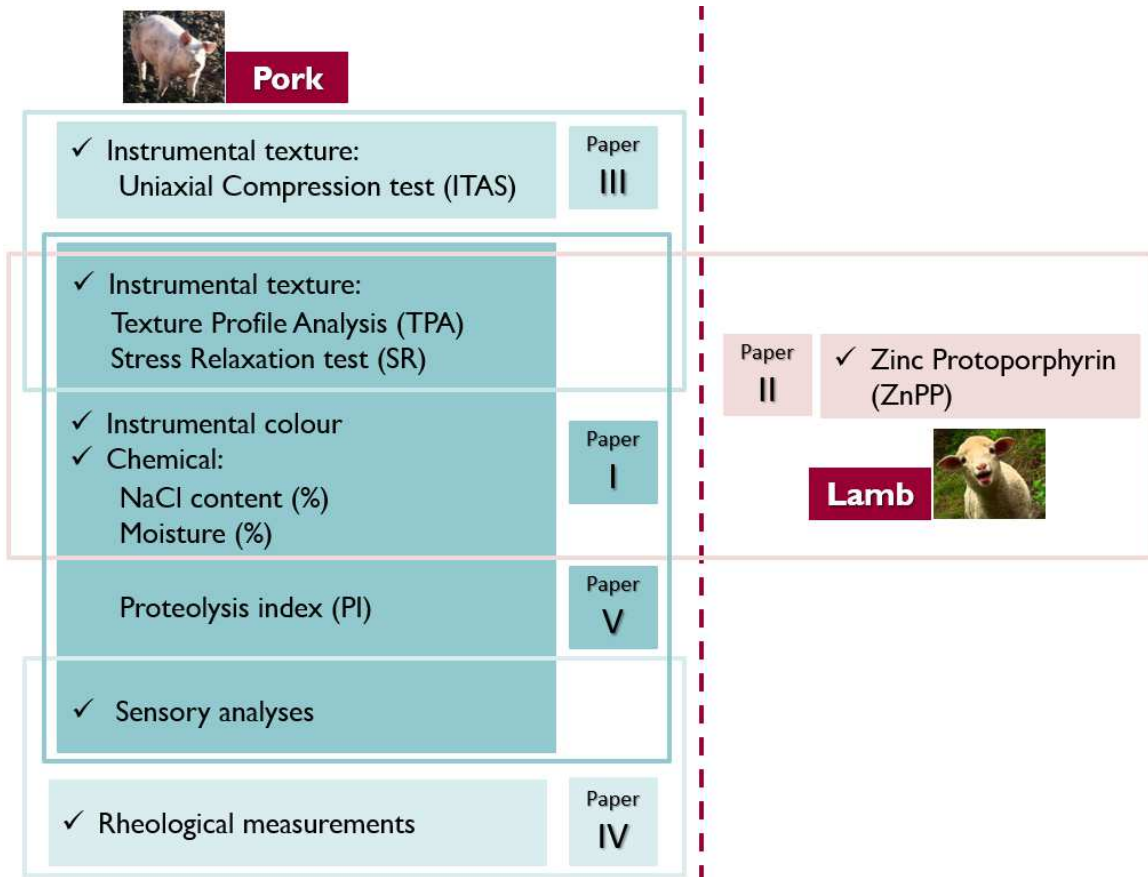 Pork
✓ Instrumental texture:
Uniaxial Compression test (ITAS)
Paper
III
✓ Instrumental texture:
Texture Profile Analysis (TPA)
Stress Relaxation test (SR)
✓ Instrumental colour
✓ Chemical:
NaCl content (%)
Moisture (%)
Paper
I
Proteolysis index (PI)
Paper
V
✓ Sensory analyses
✓ Rheological measurements
Paper
IV
Paper
II
✓ Zinc Protoporphyrin
(ZnPP)
Lamb